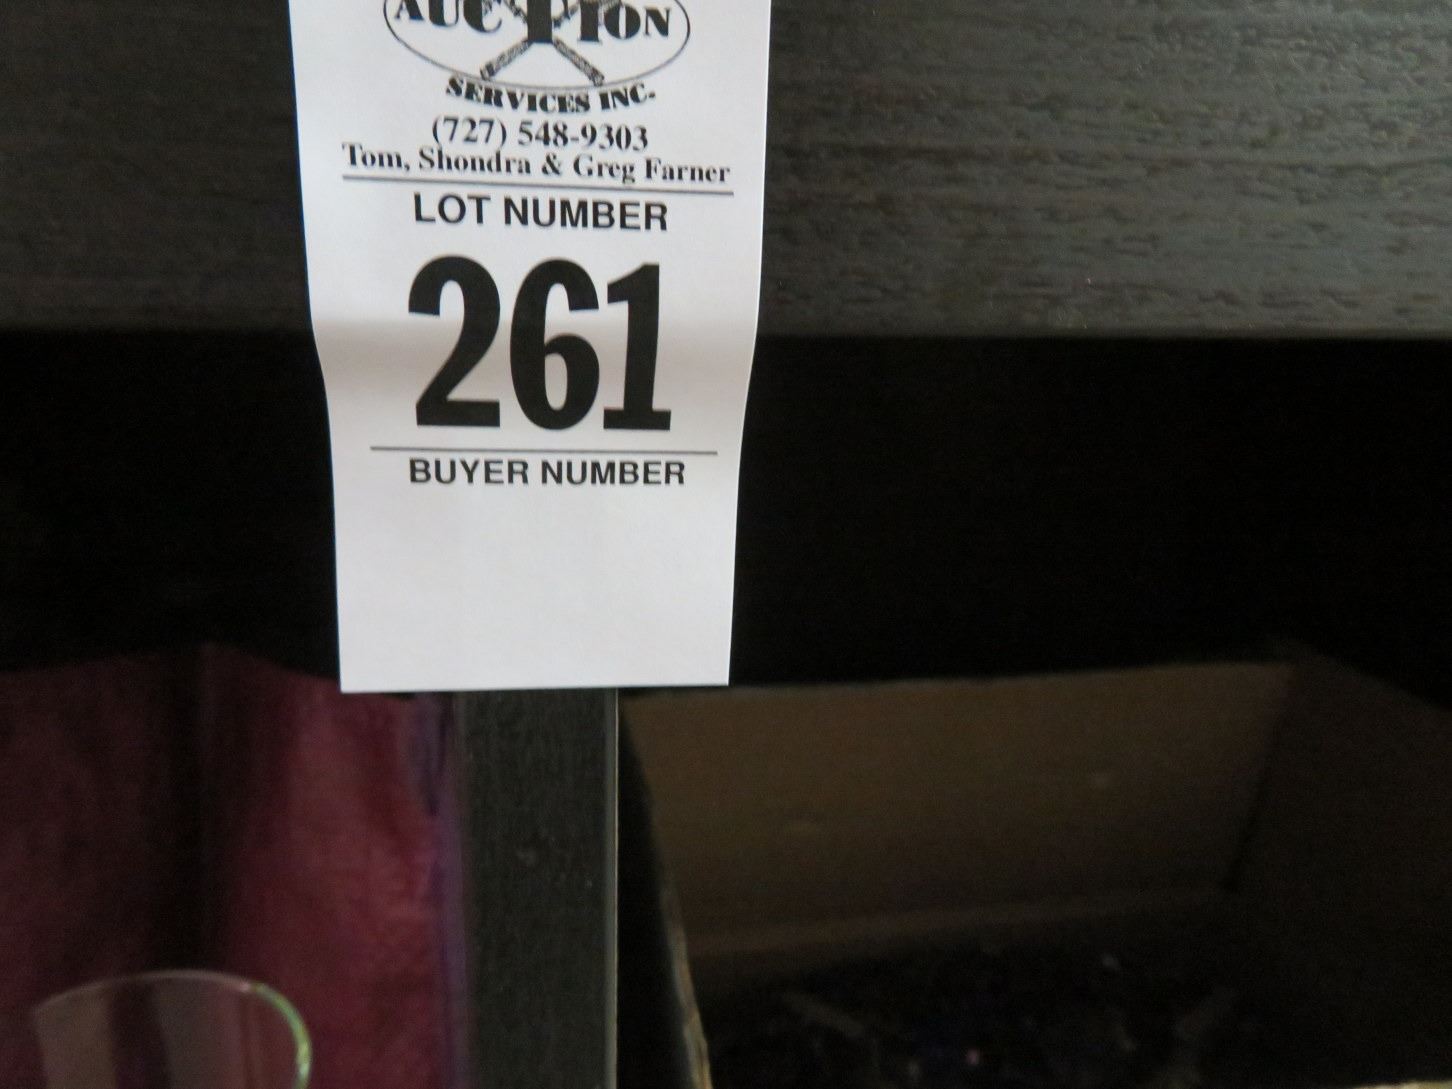 AUCTION
SERVICES INC.
(727) 548-9303
Tom, Shondra & Greg Farner
LOT NUMBER
261
BUYER NUMBER